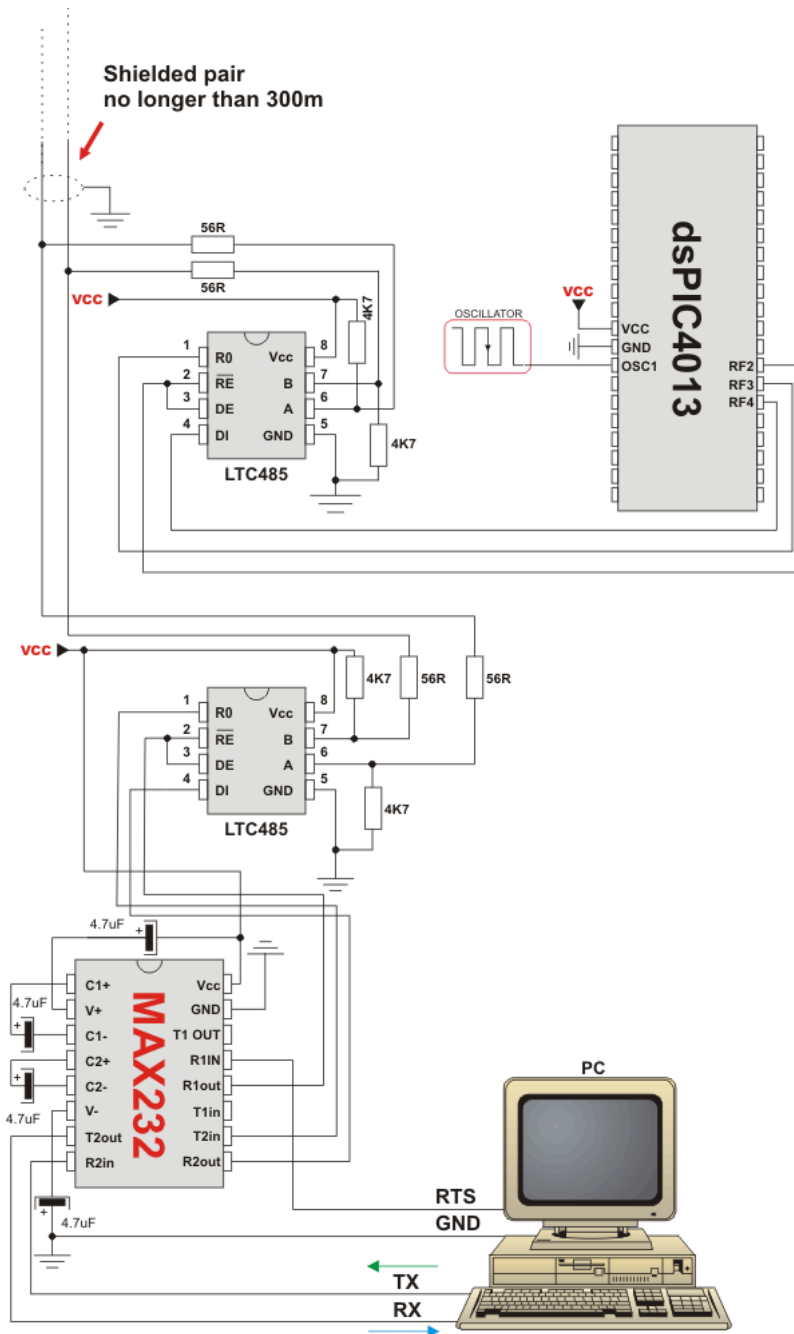 Shielded pair
no longer than 300m
56R
56R
vcc
4K7
1
R0
Vcc
8
2
RE
B
7
3
DE
A
6
4
DI
GND
5
4K7
LTC485
OSCILLATOR
vcc
VCC
GND
OSC1
dsPIC4013
RF2
RF3
RF4
vcc
4K7
56R
56R
1
R0
Vcc
8
2
RE
B
7
3
DE
A
6
4
DI
GND
5
4K7
LTC485
4.7uF
+
4.7uF
+
+
4.7uF
+
4.7uF
C1+
V+
C1-
C2+
C2-
V-
T2out
R2in
MAX232
Vcc
GND
T1 OUT
R1IN
R1out
T1in
T2in
R2out
PC
RTS
GND
TX
RX